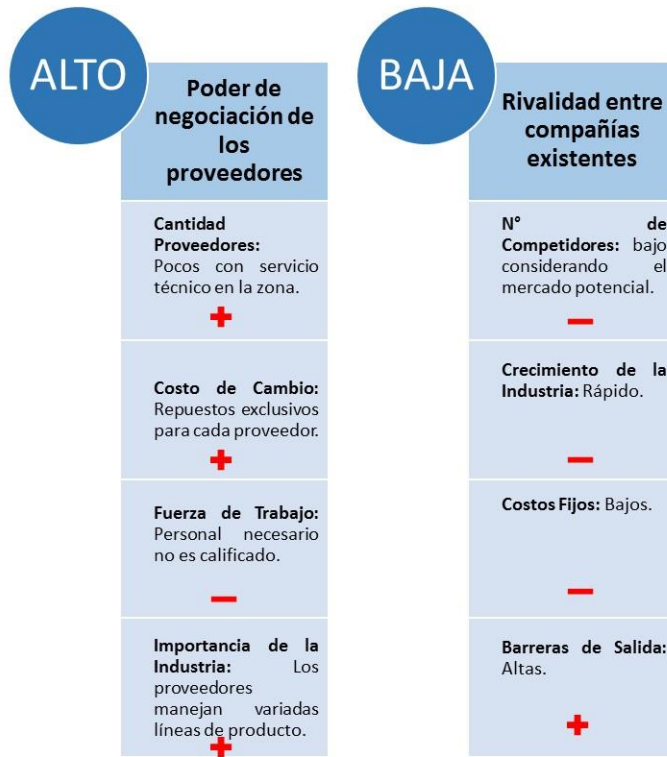 ALTO
Poder de
negociación de
los
proveedores
Cantidad
Proveedores:
Pocos con servicio
técnico en la zona.
+
Costo de Cambio:
Repuestos exclusivos
para cada proveedor.
+
Fuerza de Trabajo:
Personal necesario
no es calificado.
−
Importancia de la
Industria: Los
proveedores
manejan variadas
líneas de producto.
+
BAJA
Rivalidad entre
compañías
existentes
N° de
Competidores: bajo
considerando el
mercado potencial.
−
Crecimiento de la
Industria: Rápido.
−
Costos Fijos: Bajos.
−
Barreras de Salida:
Altas.
+